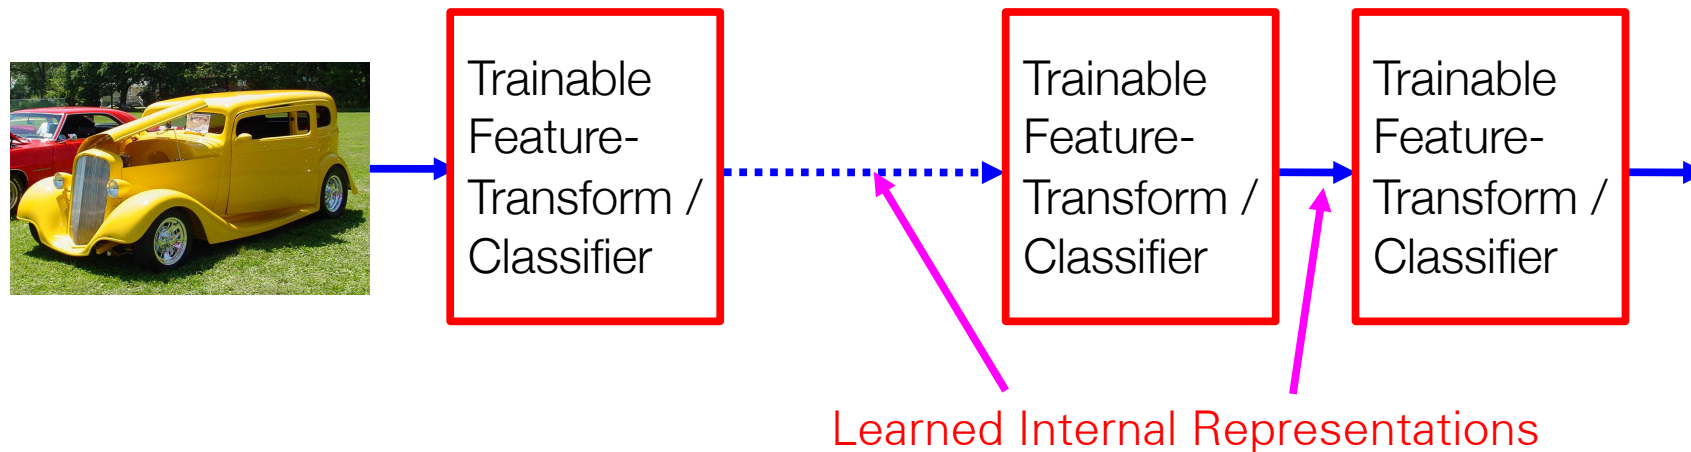 Trainable
Feature-
Transform /
Classifier
Trainable
Feature-
Transform /
Classifier
Trainable
Feature-
Transform /
Classifier
Learned Internal Representations